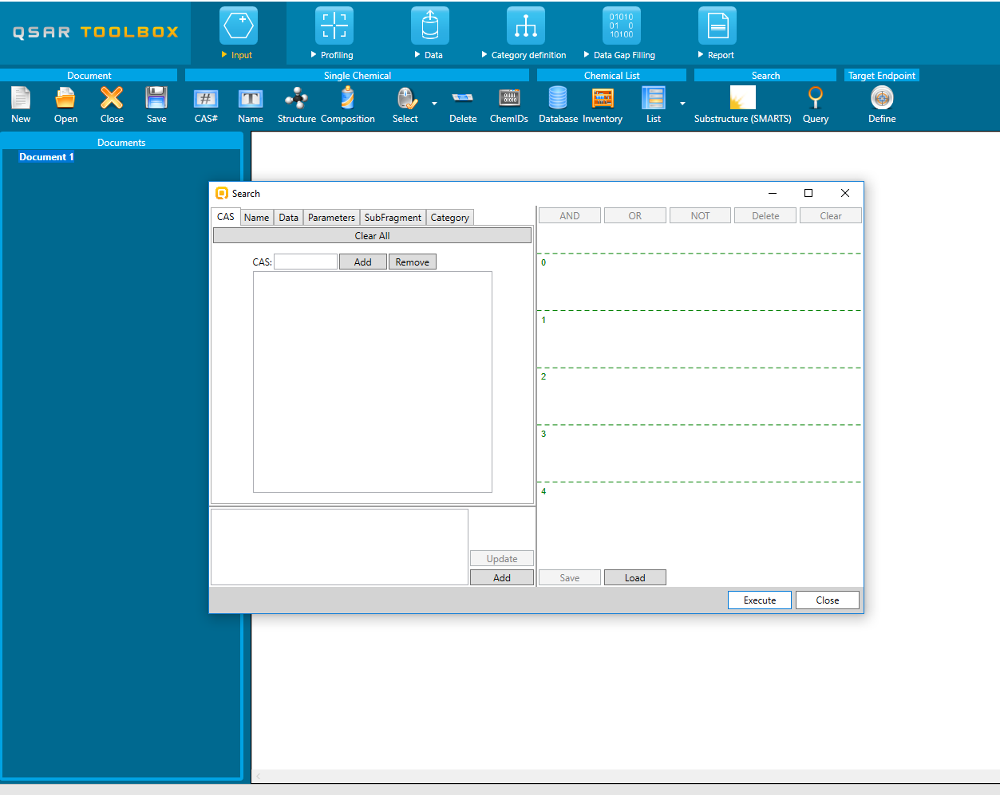 QSAR TOOLBOX
Input
Profiling
Data
Category definition
01010
01 0
10100
Data Gap Filling
Report
Document
Single Chemical
Chemical List
Search
Target Endpoint
New
Open
Close
Save
#
CAS#
T
Name
Structure
Composition
Select
Delete
ChemIDs
Database
Inventory
List
Substructure (SMARTS)
Query
Define
Documents
Document 1
Search
CAS
Name
Data
Parameters
SubFragment
Category
AND
OR
NOT
Delete
Clear
Clear All
CAS:
Add
Remove
0
1
2
3
4
Update
Add
Save
Load
Execute
Close